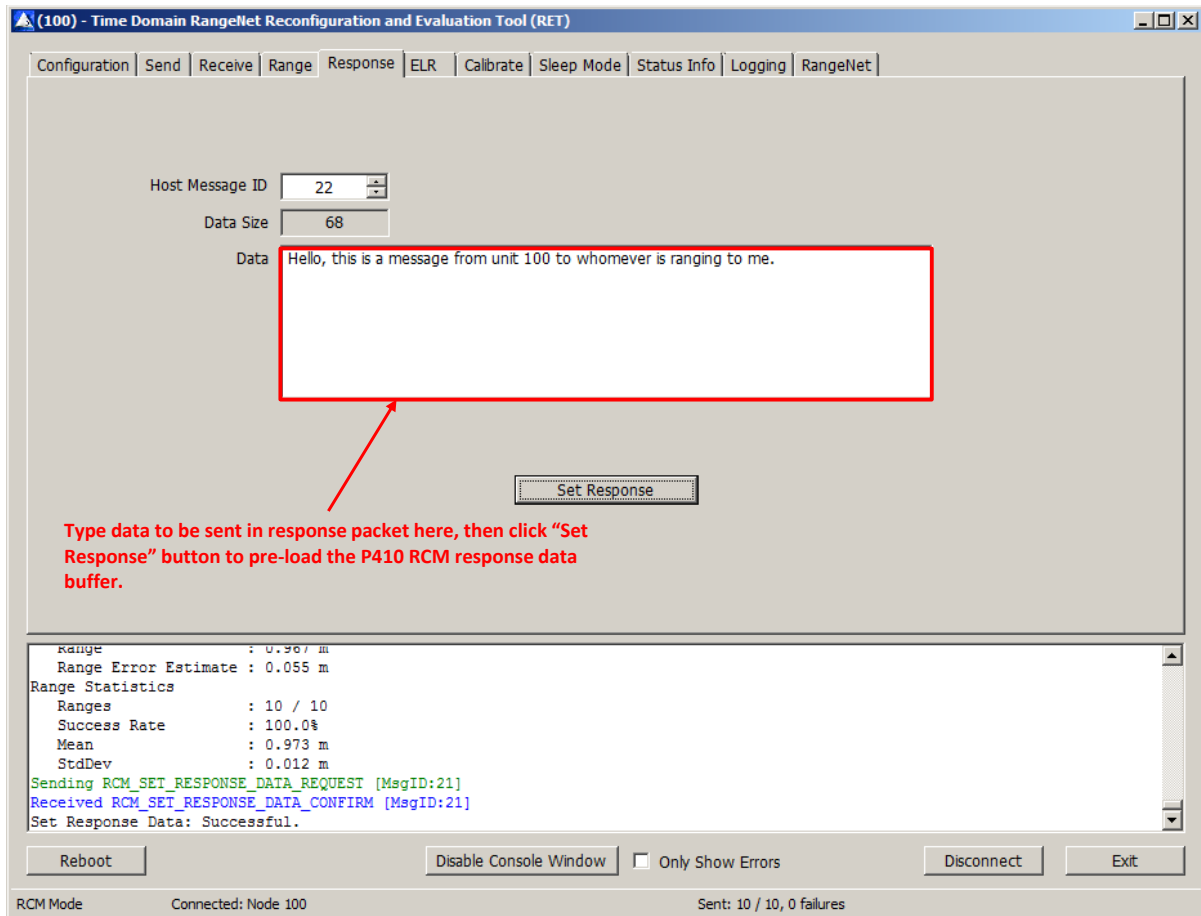 (100) - Time Domain RangeNet Reconfiguration and Evaluation Tool (RET)
Configuration Send Receive Range Response ELR Calibrate Sleep Mode Status Info Logging RangeNet
Host Message ID 22
Data Size 68
Data Hello, this is a message from unit 100 to whomever is ranging to me.
Set Response
Type data to be sent in response packet here, then click “Set
Response” button to pre-load the P410 RCM response data
buffer.
Range : 0.967 m
Range Error Estimate : 0.055 m
Range Statistics
Ranges : 10 / 10
Success Rate : 100.0%
Mean : 0.973 m
StdDev : 0.012 m
Sending RCM_SET_RESPONSE_DATA_REQUEST [MsgID:21]
Received RCM_SET_RESPONSE_DATA_CONFIRM [MsgID:21]
Set Response Data: Successful.
Reboot Disable Console Window Only Show Errors Disconnect Exit
RCM Mode Connected: Node 100 Sent: 10 / 10, 0 failures